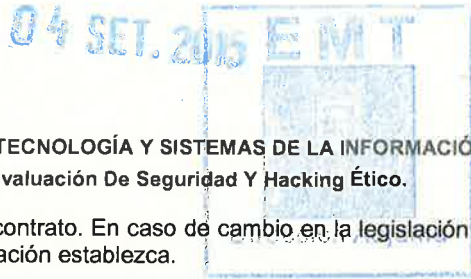 04 SET. 2015
EMT
TECNOLOGÍA Y SISTEMAS DE LA INFORMACIÓ
valuación De Seguridad Y Hacking Ético.
contrato. En caso de cambio en la legislación
ación establezca.